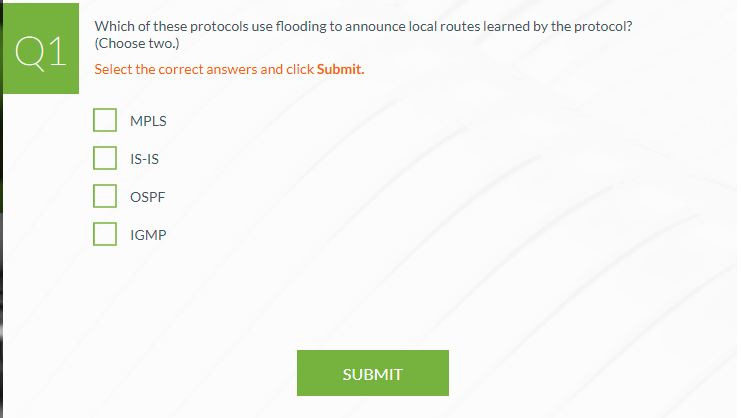 Q1
Which of these protocols use flooding to announce local routes learned by the protocol?
(Choose two.)
Select the correct answers and click Submit.
MPLS
IS-IS
OSPF
IGMP
SUBMIT